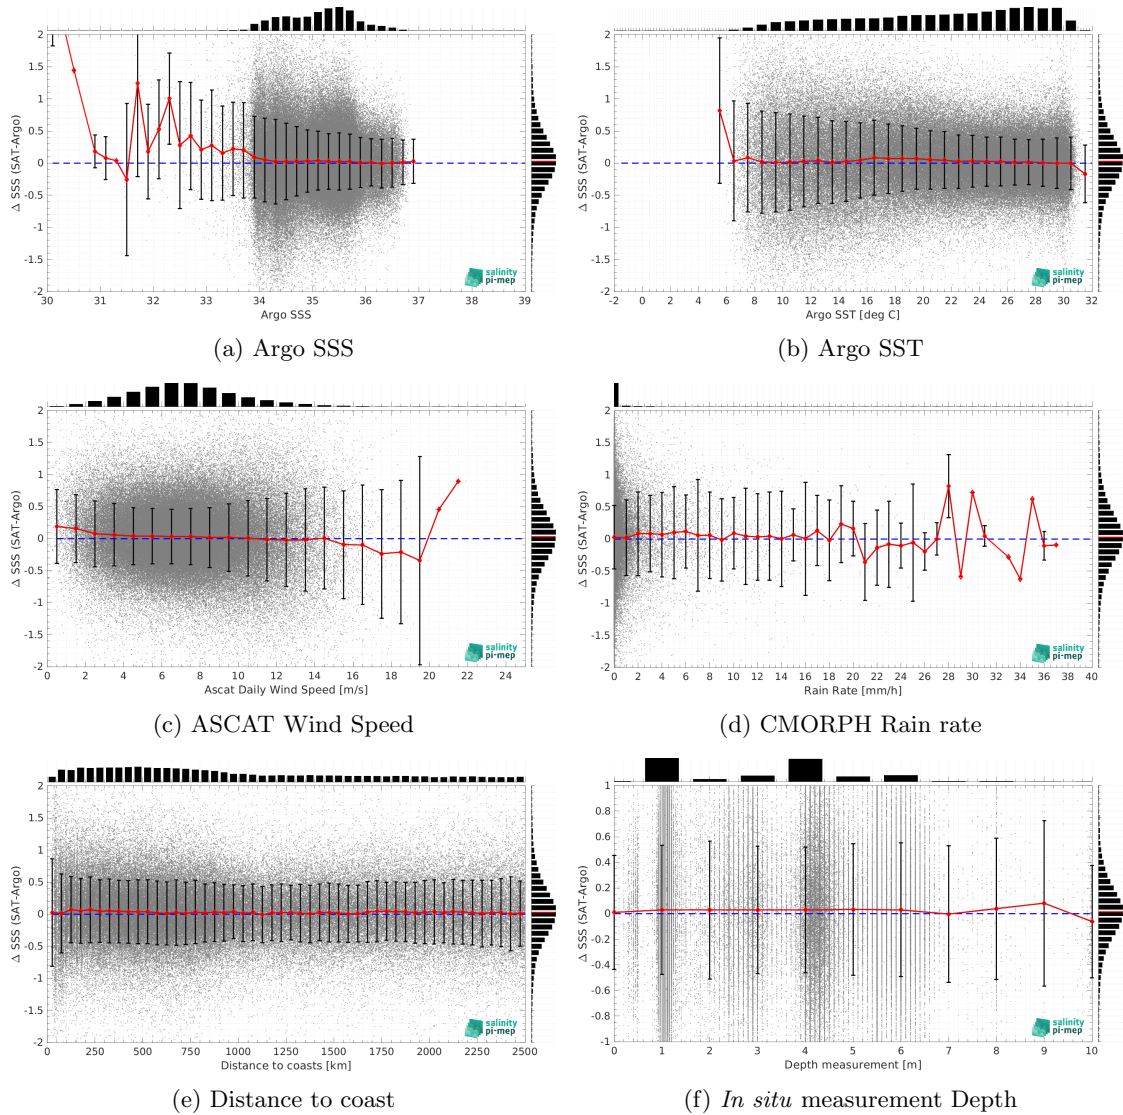 2
1.5
1
0.5
0
-0.5
-1
-1.5
-2
Δ SSS (SAT-Argo)
30 31 32 33 34 35 36 37 38 39
Argo SSS
salinity
pi-mep
(a) Argo SSS
2
1.5
1
0.5
0
-0.5
-1
-1.5
-2
Δ SSS (SAT-Argo)
-2 0 2 4 6 8 10 12 14 16 18 20 22 24 26 28 30 32
Argo SST [deg C]
salinity
pi-mep
(b) Argo SST
2
1.5
1
0.5
0
-0.5
-1
-1.5
-2
Δ SSS (SAT-Argo)
0 2 4 6 8 10 12 14 16 18 20 22 24
Ascat Daily Wind Speed [m/s]
salinity
pi-mep
(c) ASCAT Wind Speed
2
1.5
1
0.5
0
-0.5
-1
-1.5
-2
Δ SSS (SAT-Argo)
0 2 4 6 8 10 12 14 16 18 20 22 24 26 28 30 32 34 36 38 40
Rain Rate [mm/h]
salinity
pi-mep
(d) CMORPH Rain rate
2
1.5
1
0.5
0
-0.5
-1
-1.5
-2
Δ SSS (SAT-Argo)
0 250 500 750 1000 1250 1500 1750 2000 2250 2500
Distance to coasts [km]
salinity
pi-mep
(e) Distance to coast
1
0.8
0.6
0.4
0.2
0
-0.2
-0.4
-0.6
-0.8
-1
Δ SSS (SAT-Argo)
0 1 2 3 4 5 6 7 8 9 10
Depth measurement [m]
salinity
pi-mep
(f) In situ measurement Depth